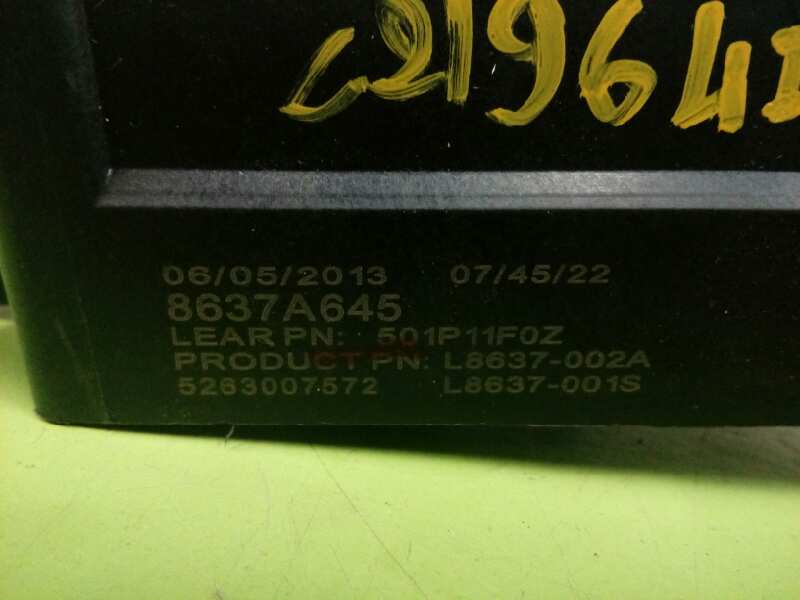 06/05/2013 07/45/22
8637A645
LEAR PN: 501P11F0Z
PRODUCT PN: L8637-002A
5263007572 L8637-001S